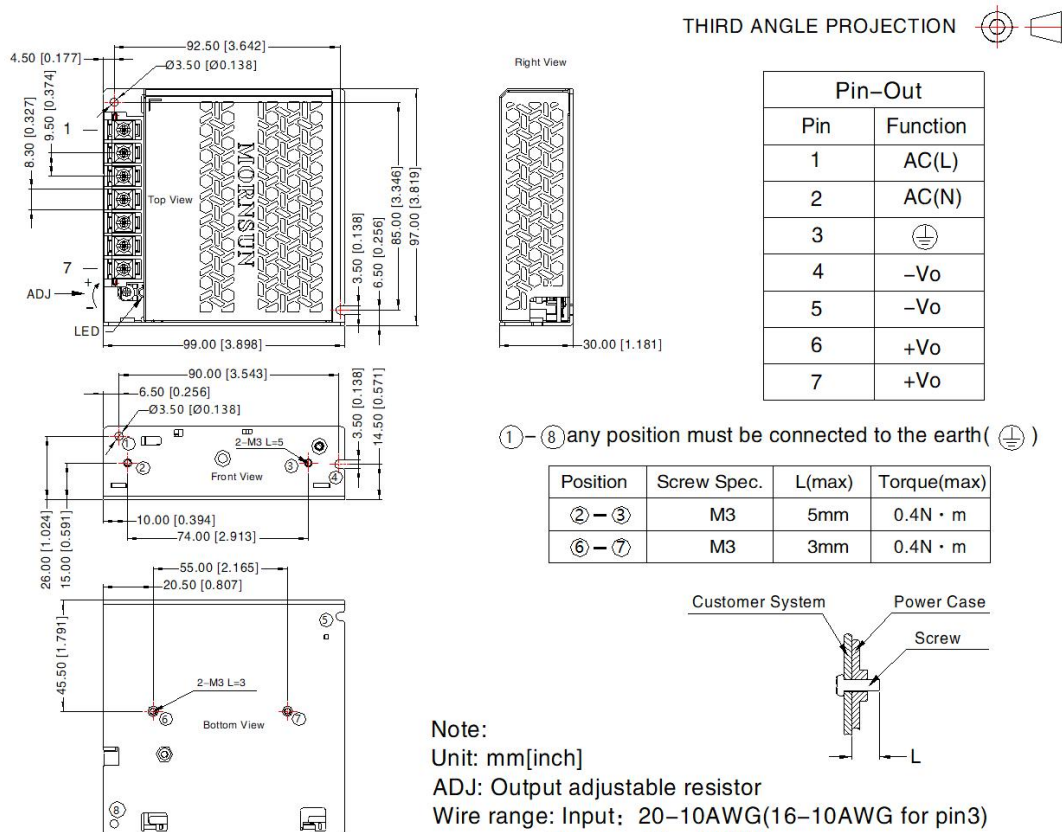 THIRD ANGLE PROJECTION
92.50 [3.642]
4.50 [0.177]
Ø3.50 [Ø0.138]
8.30 [0.327]
9.50 [0.374]
1
7
Top View
MORNSUN
ADJ
+
-
LED
3.50 [0.138]
6.50 [0.256]
85.00 [3.346]
97.00 [3.819]
99.00 [3.898]
Right View
30.00 [1.181]
Pin-Out
Pin Function
1 AC(L)
2 AC(N)
3
4 -Vo
5 -Vo
6 +Vo
7 +Vo
90.00 [3.543]
6.50 [0.256]
Ø3.50 [Ø0.138]
3.50 [0.138]
14.50 [0.571]
①
②
2-M3 L=5
③
④
Front View
26.00 [1.024]
15.00 [0.591]
10.00 [0.394]
74.00 [2.913]
①-⑧any position must be connected to the earth( )
Position Screw Spec. L(max) Torque(max)
②-③ M3 5mm 0.4N·m
⑥-⑦ M3 3mm 0.4N·m
55.00 [2.165]
20.50 [0.807]
45.50 [1.791]
⑤
2-M3 L=3
⑥
⑦
Bottom View
⑧
Customer System
Power Case
Screw
L
Note:
Unit: mm[inch]
ADJ: Output adjustable resistor
Wire range: Input: 20-10AWG(16-10AWG for pin3)